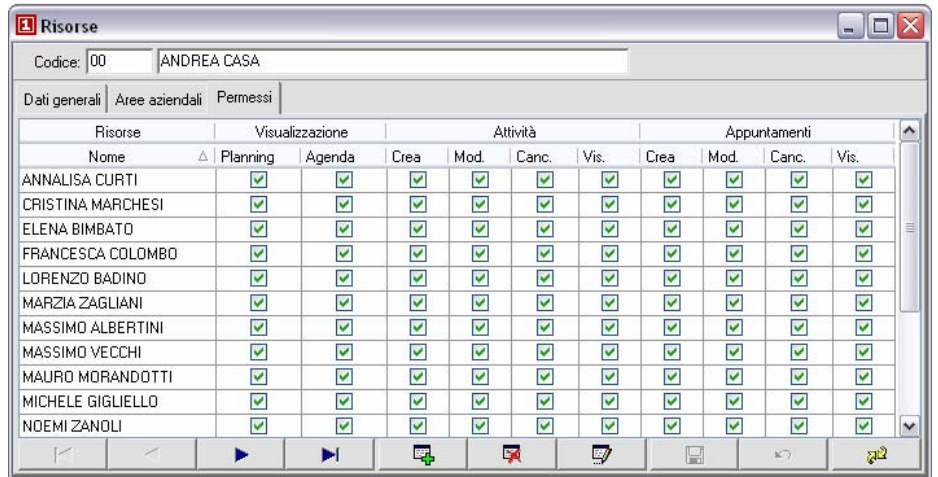 1 Risorse
Codice: 00 ANDREA CASA
Dati generali Aree aziendali Permessi
Risorse Visualizzazione Attività Appuntamenti
Nome Planning Agenda Crea Mod. Canc. Vis. Crea Mod. Canc. Vis.
ANNALISA CURTI
CRISTINA MARCHESI
ELENA BIMBATO
FRANCESCA COLOMBO
LORENZO BADINO
MARZIA ZAGLIANI
MASSIMO ALBERTINI
MASSIMO VECCHI
MAURO MORANDOTTI
MICHELE GIGLIELLO
NOEMI ZANOLI